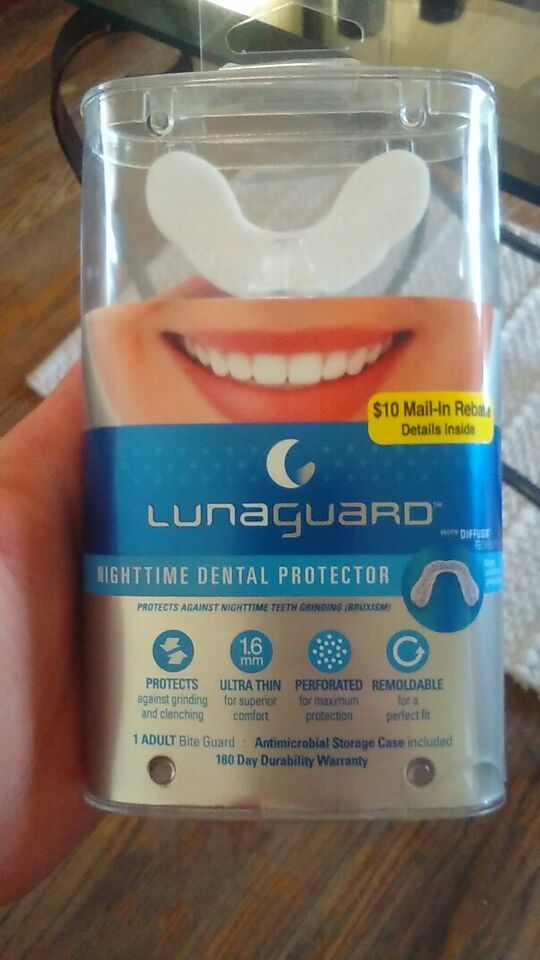 $10 Mail-In Rebate
Details Inside
LUNAGUARD™
DIFFUSIX
NIGHTTIME DENTAL PROTECTOR
PROTECTS AGAINST NIGHTTIME TEETH GRINDING (BRUXISM)
1.6
mm
PROTECTS ULTRA THIN PERFORATED REMOLDABLE
against grinding for superior for maximum for a
and clenching comfort protection perfect fit
1 ADULT Bite Guard : Antimicrobial Storage Case included
180 Day Durability Warranty